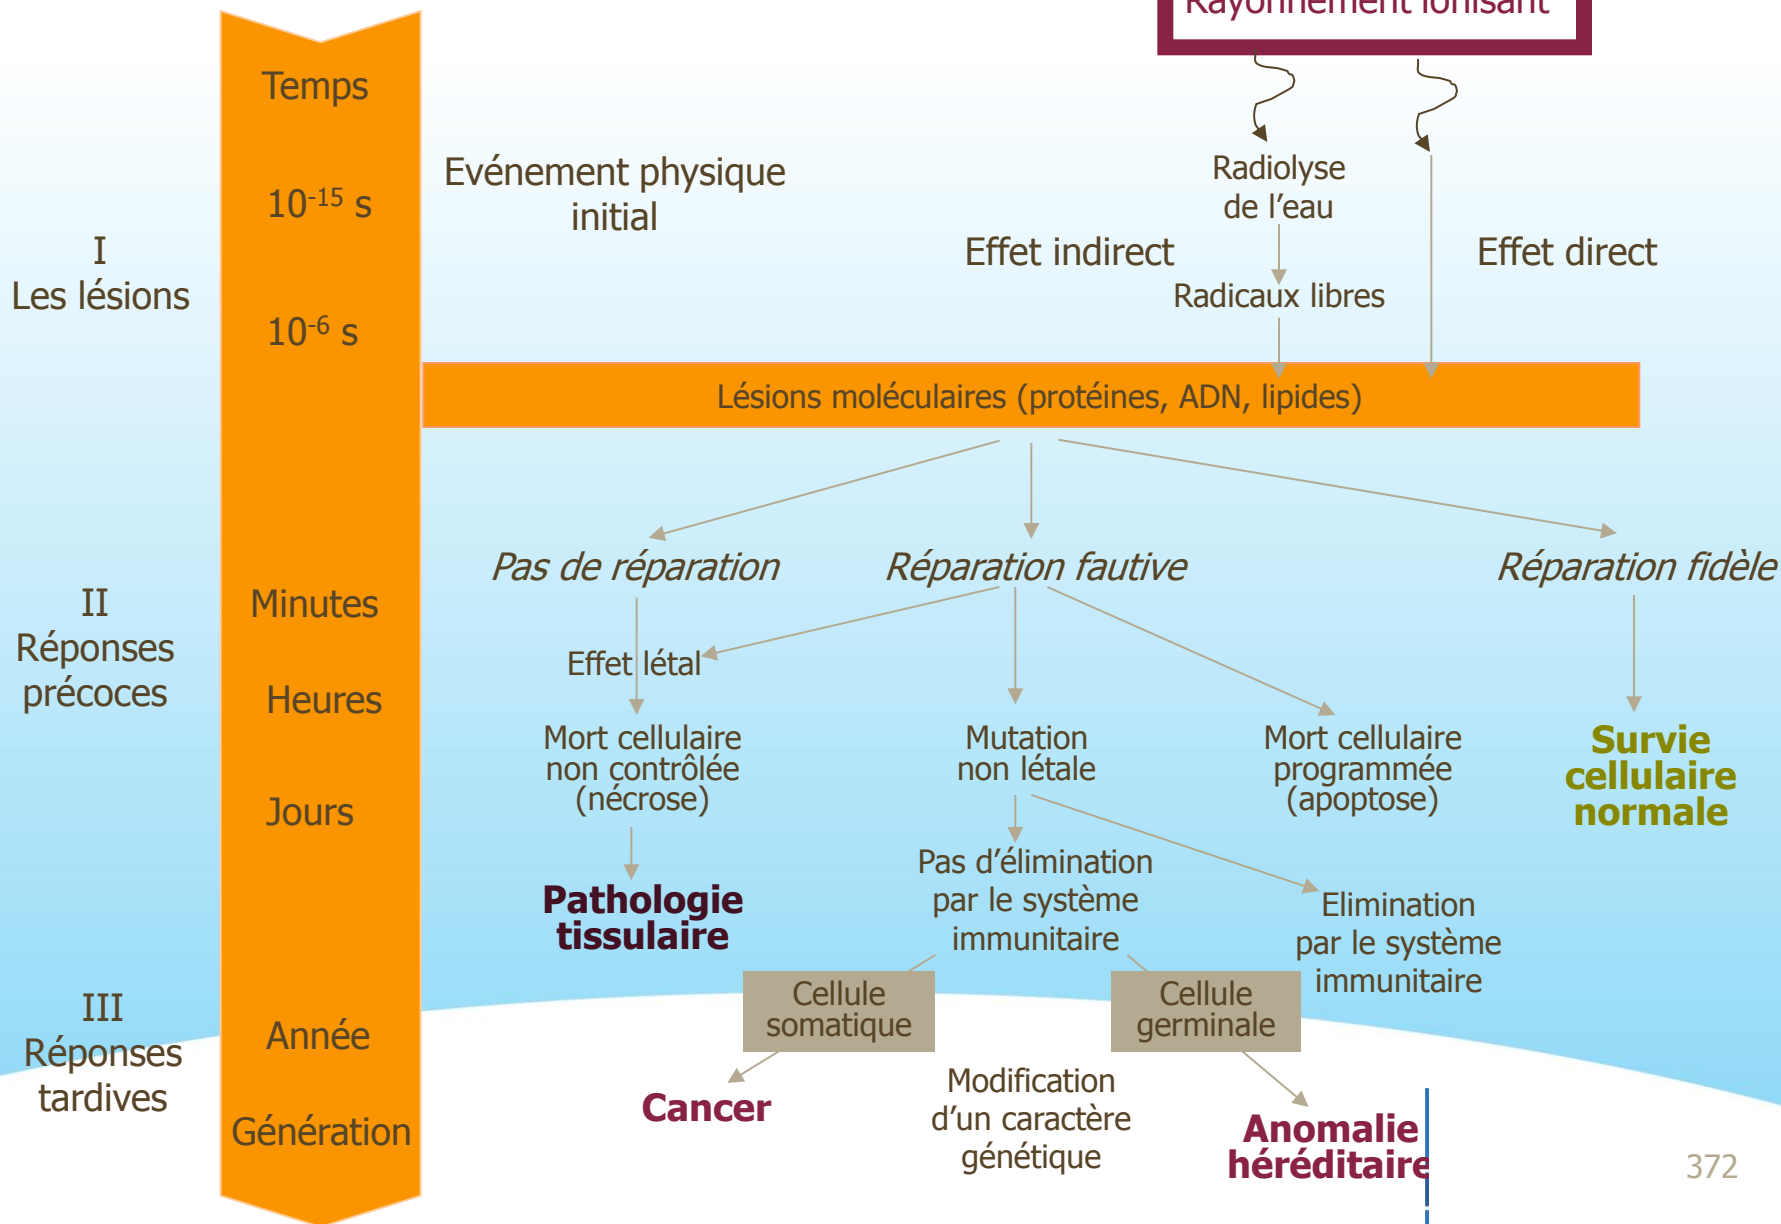 Rayonnement ionisant
Temps
10-15 s
10-6 s
Minutes
Heures
Jours
Année
Génération
I
Les lésions
II
Réponses
précoces
III
Réponses
tardives
Evénement physique
initial
Radiolyse
de l’eau
Effet indirect
Effet direct
Radicaux libres
Lésions moléculaires (protéines, ADN, lipides)
Pas de réparation
Réparation fautive
Réparation fidèle
Effet létal
Mort cellulaire
non contrôlée
(nécrose)
Mutation
non létale
Mort cellulaire
programmée
(apoptose)
Survie
cellulaire
normale
Pathologie
tissulaire
Pas d’élimination
par le système
immunitaire
Elimination
par le système
immunitaire
Cellule
somatique
Cellule
germinale
Cancer
Modification
d’un caractère
génétique
Anomalie
héréditaire
372